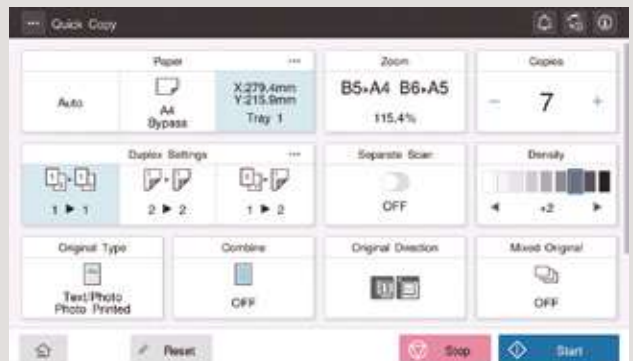 Quick Copy
Paper
Auto
A4
Bypass
X:279.4mm
Y:215.9mm
Tray 1
Zoom
B5▸A4 B6▸A5
115.4%
Copies
- 7 +
Duplex Settings
1 ▶ 1
2 ▶ 2
1 ▶ 2
Separate Scan
OFF
Density
+2
Original Type
Text/Photo
Photo Printed
Combine
OFF
Original Direction
Mixed Original
OFF
Reset
Stop
Start